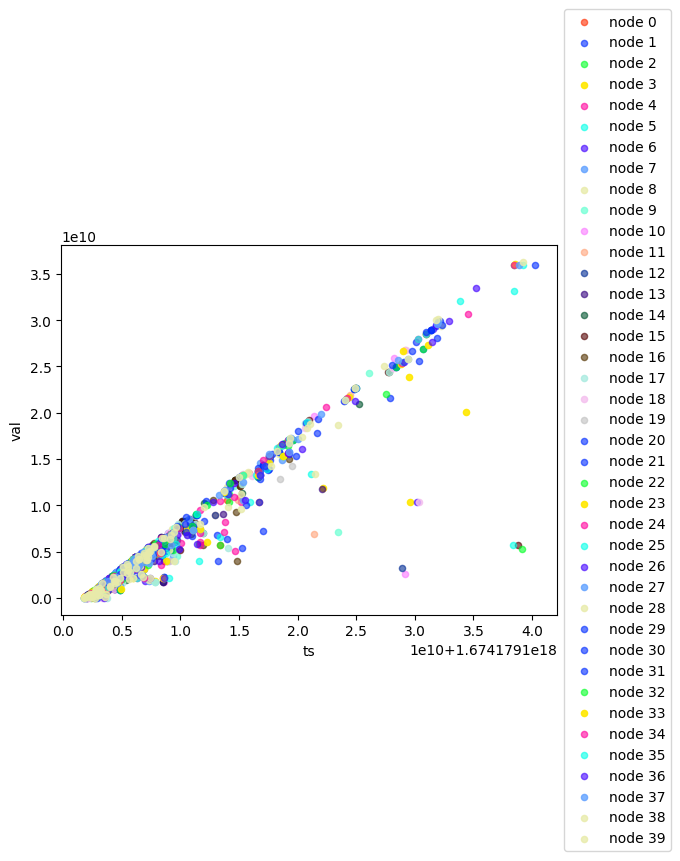 1e10
3.5
3.0
2.5
2.0
1.5
1.0
0.5
0.0
val
0.0 0.5 1.0 1.5 2.0 2.5 3.0 3.5 4.0
ts
1e10+1.6741791e18
node 0
node 1
node 2
node 3
node 4
node 5
node 6
node 7
node 8
node 9
node 10
node 11
node 12
node 13
node 14
node 15
node 16
node 17
node 18
node 19
node 20
node 21
node 22
node 23
node 24
node 25
node 26
node 27
node 28
node 29
node 30
node 31
node 32
node 33
node 34
node 35
node 36
node 37
node 38
node 39